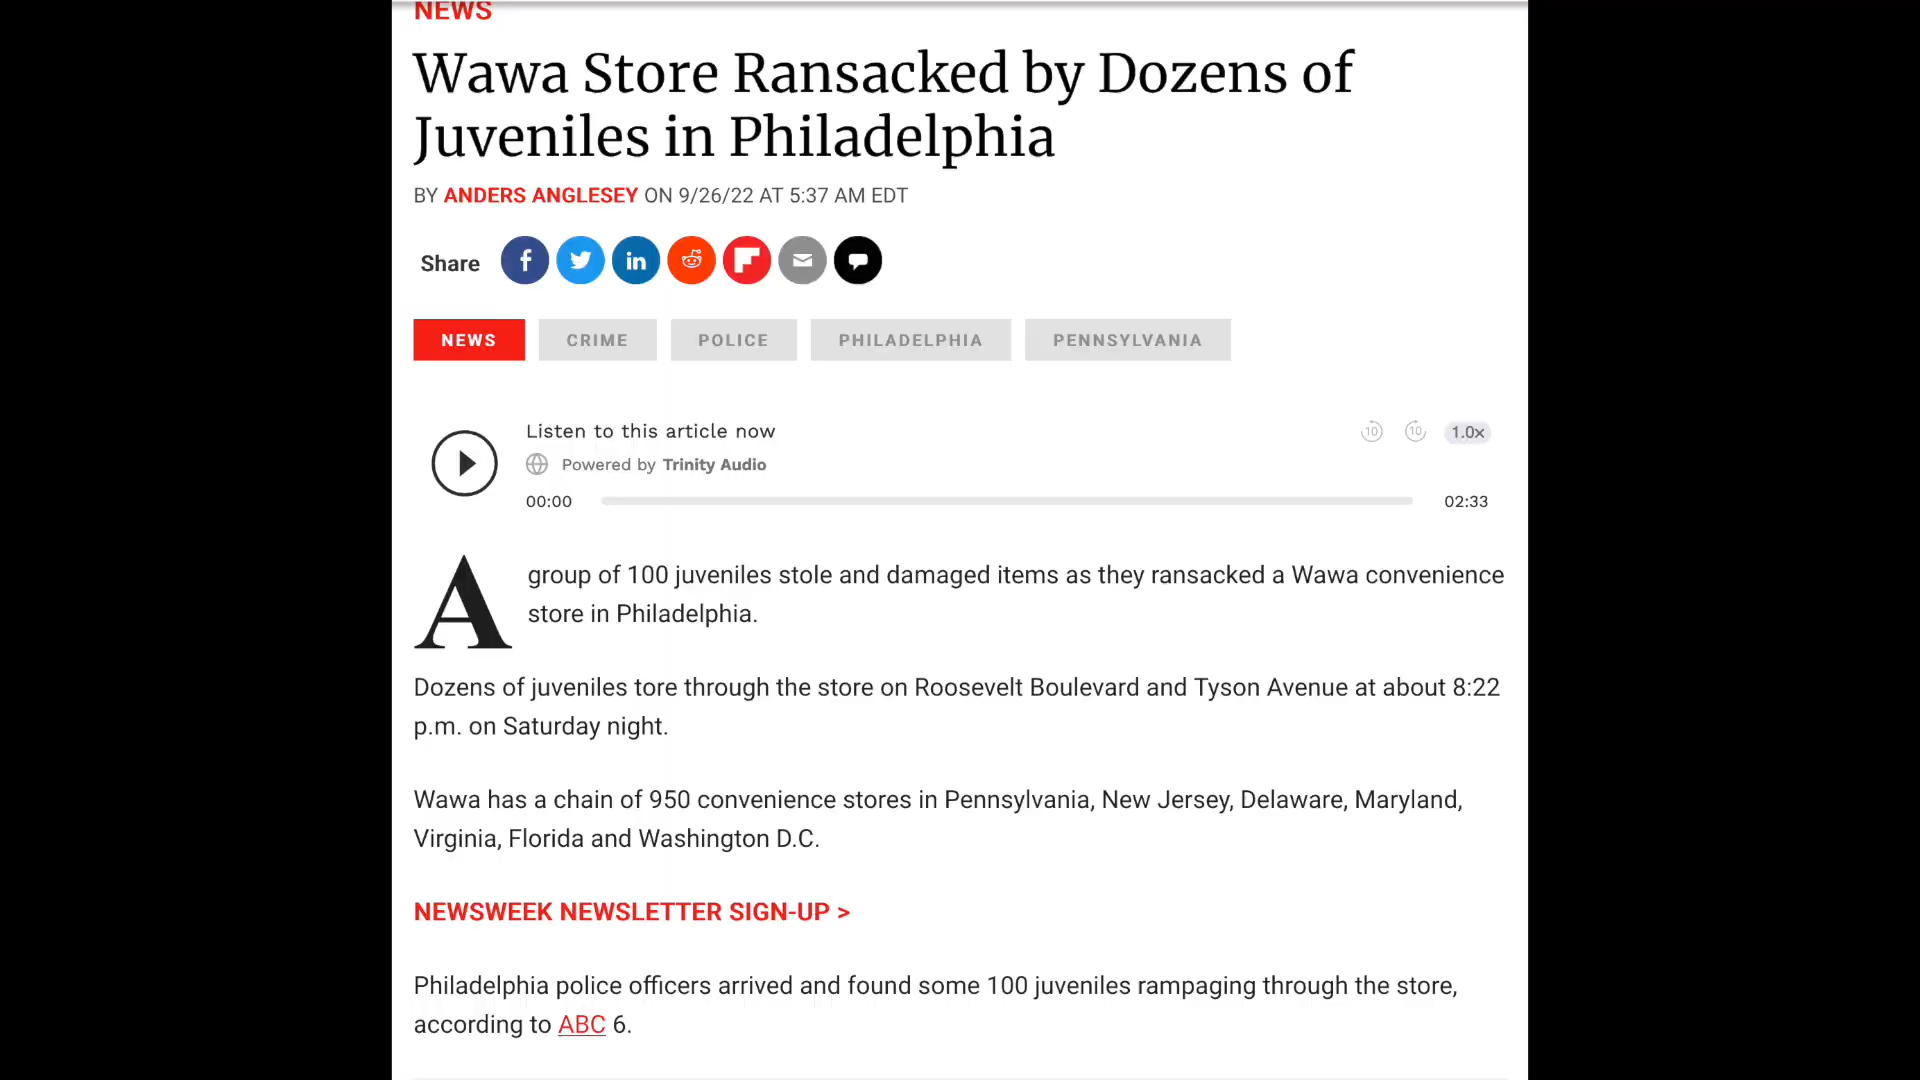 NEWS
Wawa Store Ransacked by Dozens of
Juveniles in Philadelphia
BY ANDERS ANGLESEY ON 9/26/22 AT 5:37 AM EDT
Share
NEWS CRIME POLICE PHILADELPHIA PENNSYLVANIA
Listen to this article now
10 10 1.0x
Powered by Trinity Audio
00:00 02:33
A group of 100 juveniles stole and damaged items as they ransacked a Wawa convenience
store in Philadelphia.
Dozens of juveniles tore through the store on Roosevelt Boulevard and Tyson Avenue at about 8:22
p.m. on Saturday night.
Wawa has a chain of 950 convenience stores in Pennsylvania, New Jersey, Delaware, Maryland,
Virginia, Florida and Washington D.C.
NEWSWEEK NEWSLETTER SIGN-UP >
Philadelphia police officers arrived and found some 100 juveniles rampaging through the store,
according to ABC 6.